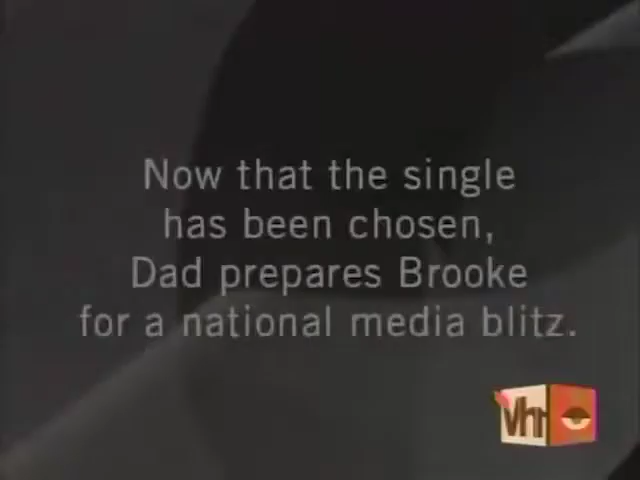 Now that the single
has been chosen,
Dad prepares Brooke
for a national media blitz.
Vh1